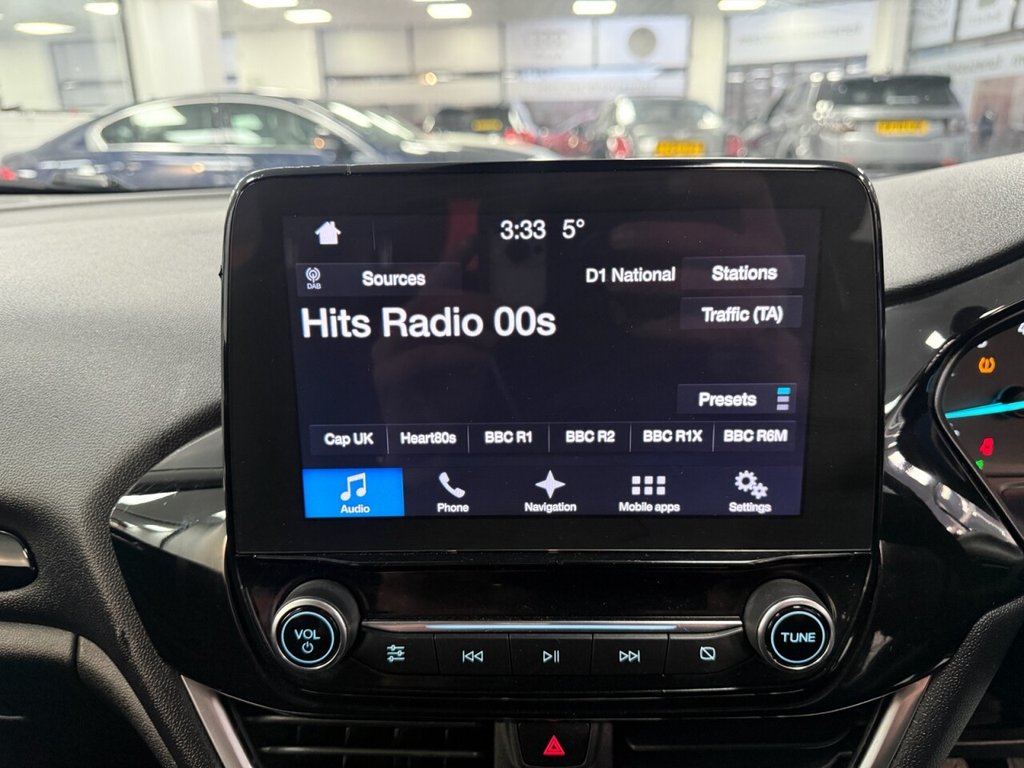 3:33 5°
DAB Sources D1 National Stations
Hits Radio 00s Traffic (TA)
Presets
Cap UK Heart80s BBC R1 BBC R2 BBC R1X BBC R6M
Audio Phone Navigation Mobile apps Settings
VOL TUNE